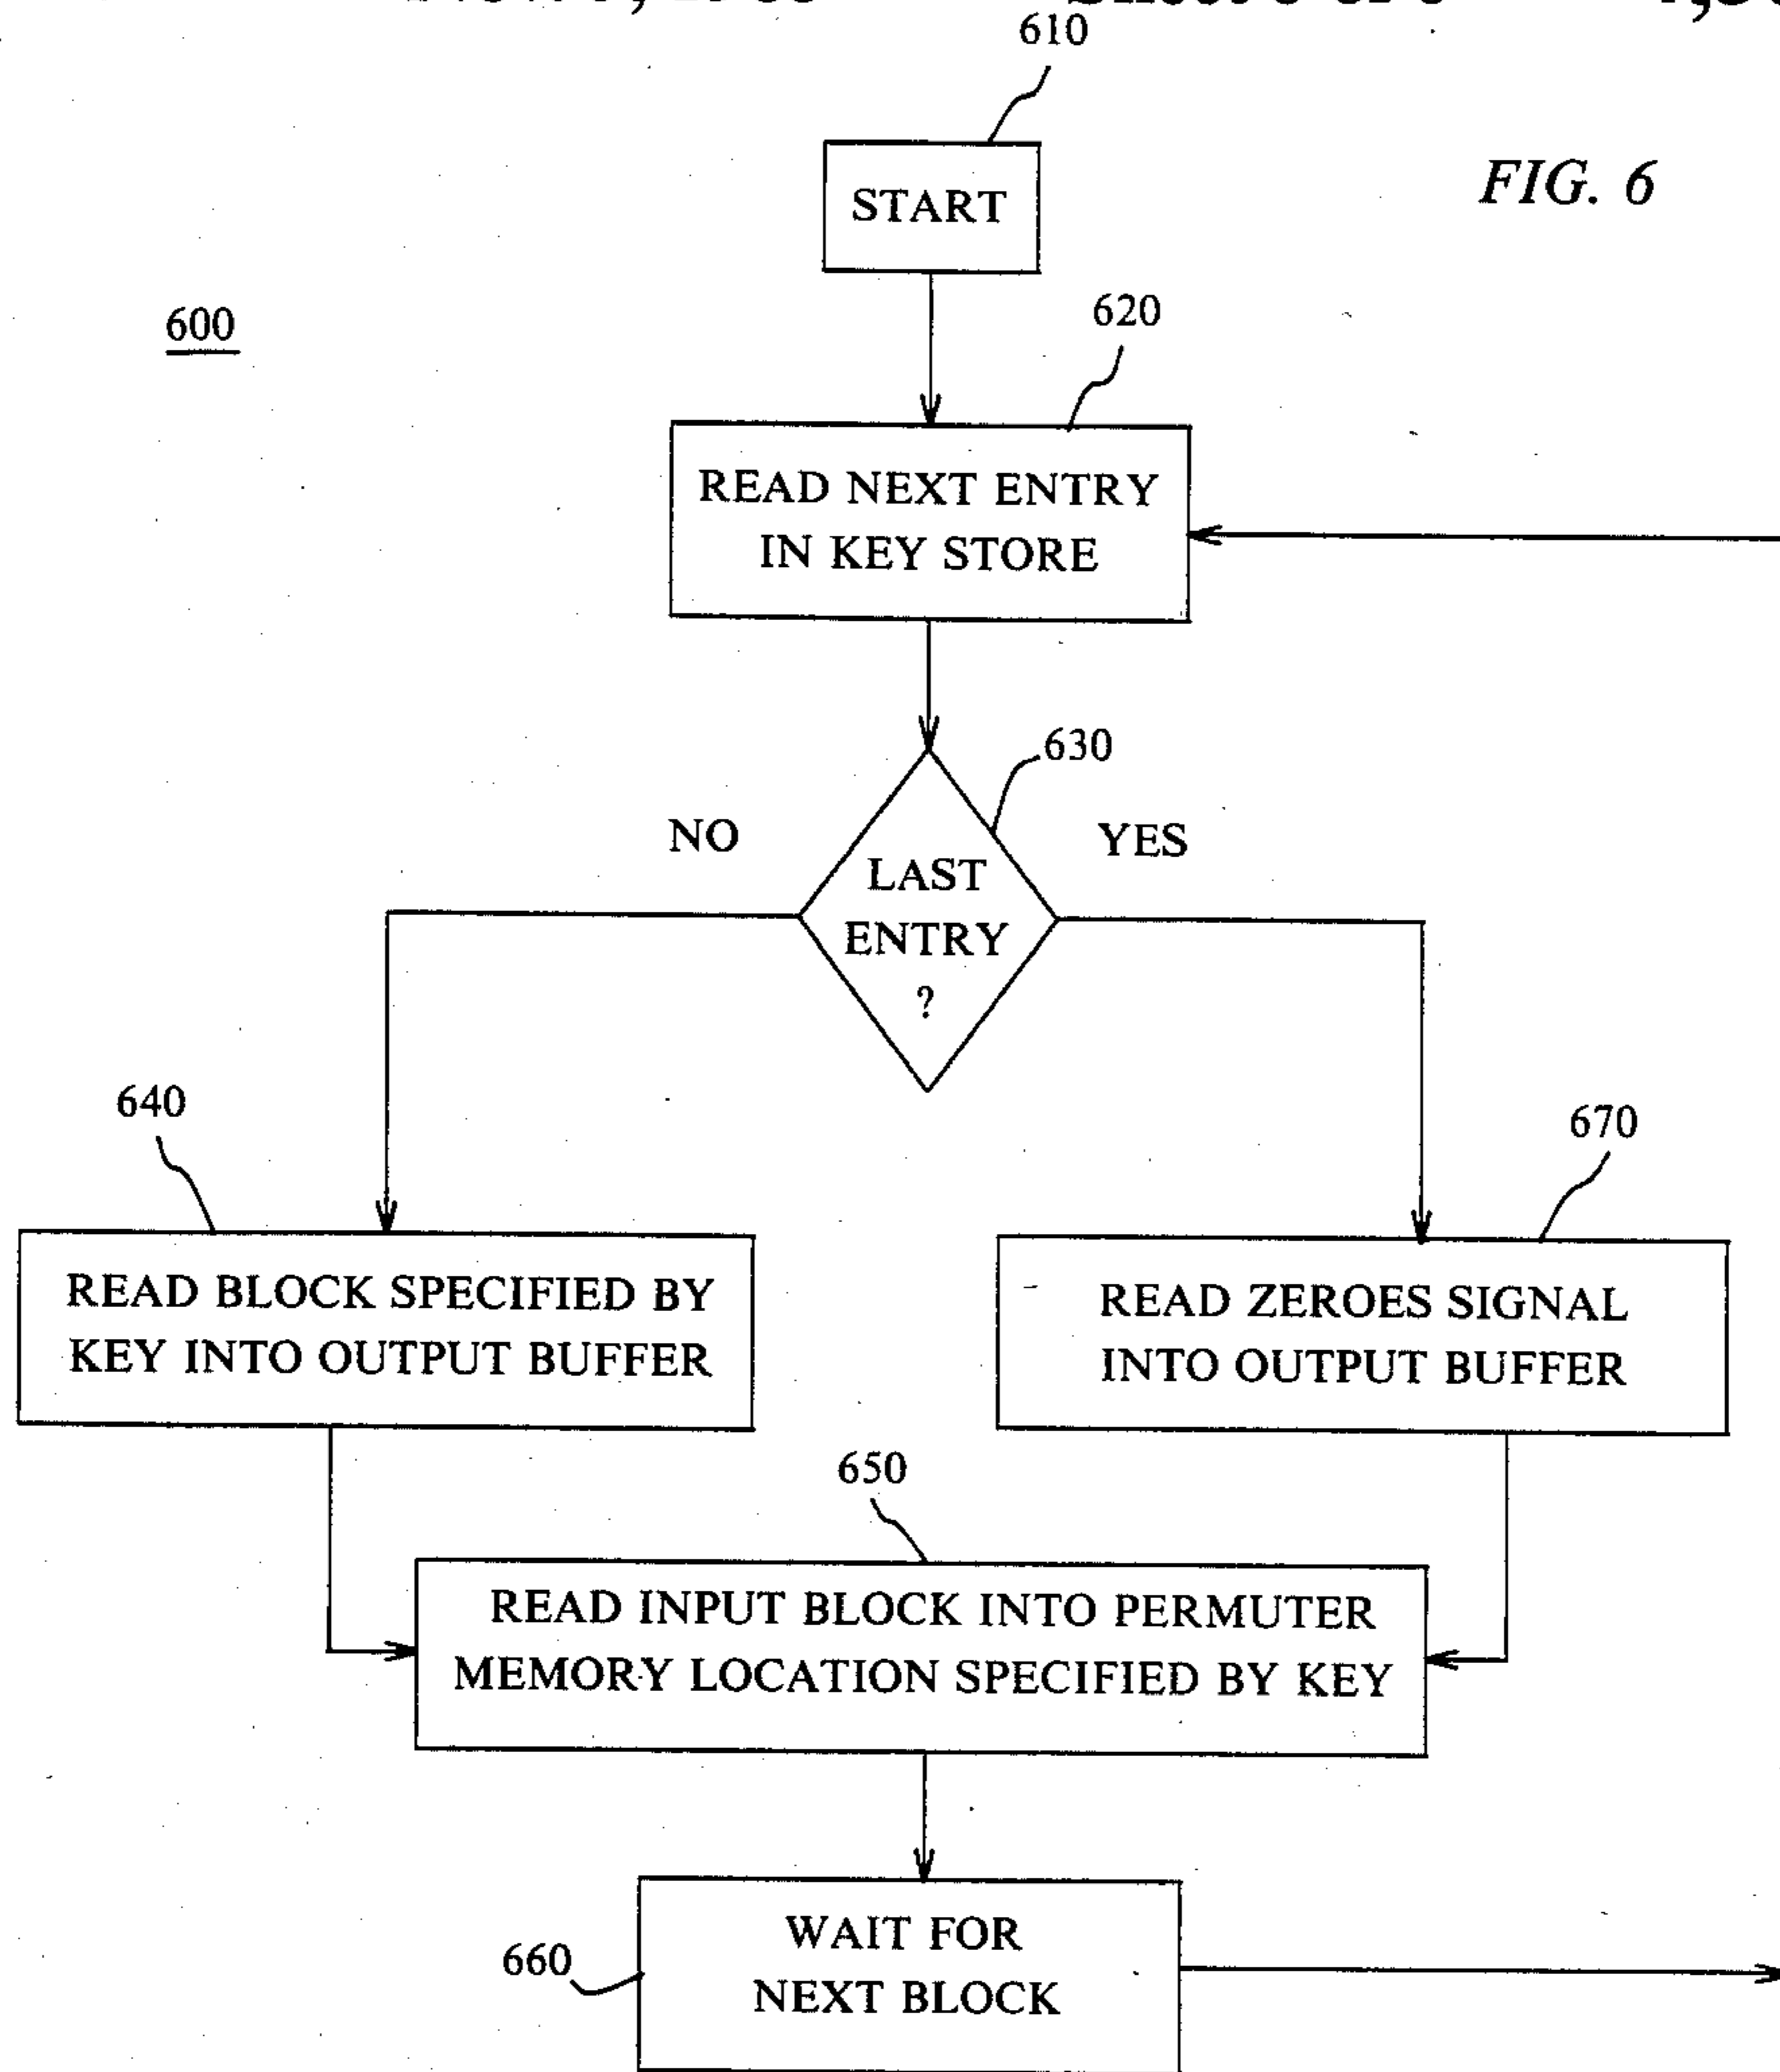 610
START
FIG. 6
600
620
READ NEXT ENTRY
IN KEY STORE
630
NO
YES
LAST
ENTRY
?
640
670
READ BLOCK SPECIFIED BY
KEY INTO OUTPUT BUFFER
READ ZEROES SIGNAL
INTO OUTPUT BUFFER
650
READ INPUT BLOCK INTO PERMUTER
MEMORY LOCATION SPECIFIED BY KEY
WAIT FOR
NEXT BLOCK
660